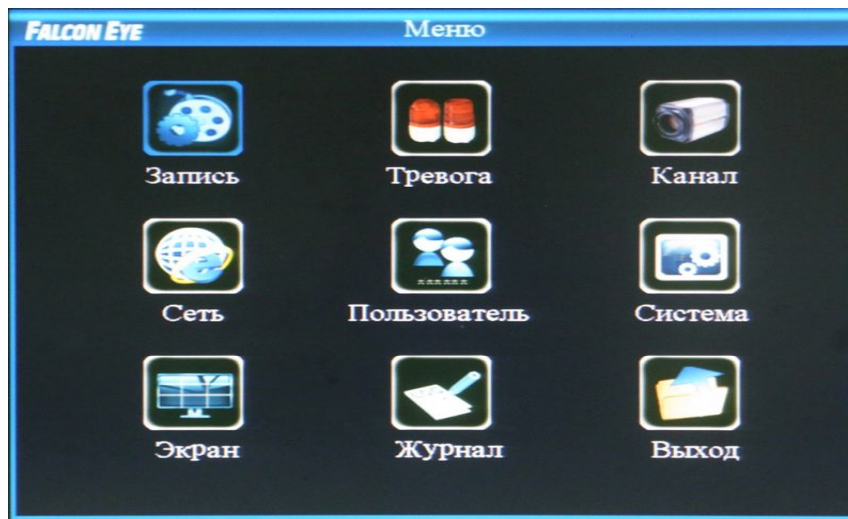 FALCON EYE
Меню
Запись
Тревога
Канал
Сеть
Пользователь
Система
Экран
Журнал
Выход